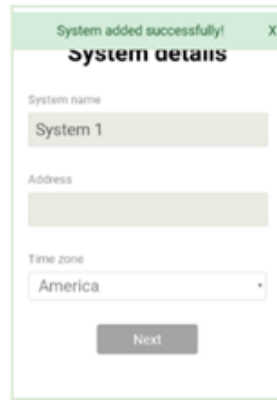 System added successfully! X
System details
System name
System 1
Address
Time zone
America
Next